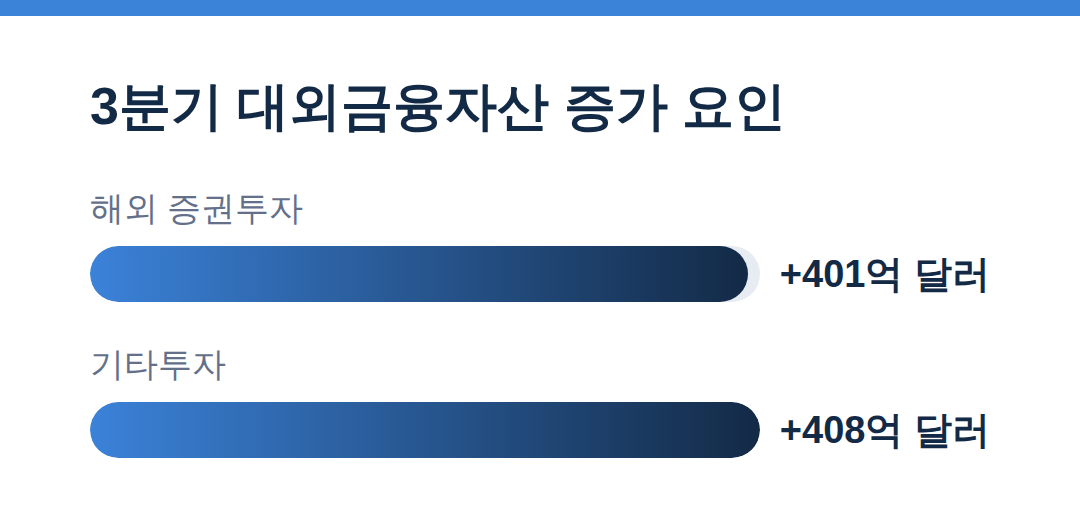 3분기 대외금융자산 증가 요인
해외 증권투자
+401억 달러
기타투자
+408억 달러